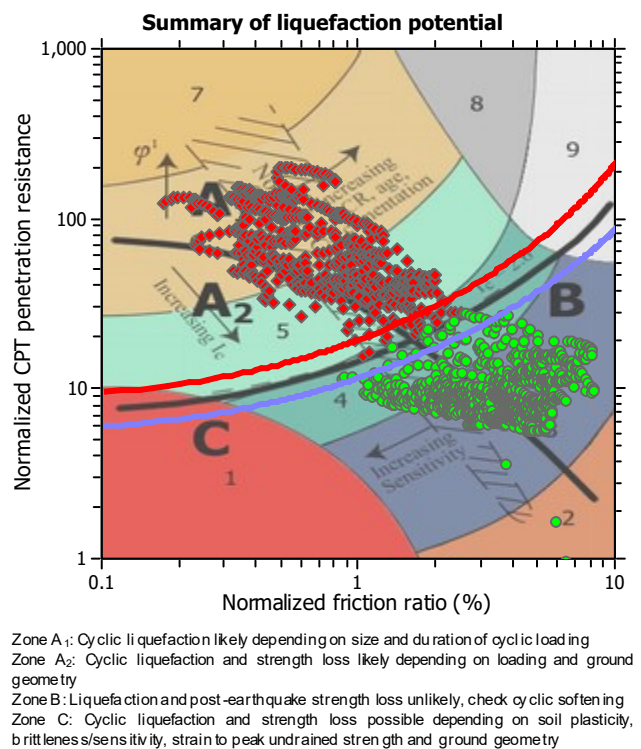 Summary of liquefaction potential
1,000
7
8
9
φ'
Increasing
OCR, age,
cementation
A
100
A2
Increasing Ic
5
B
10
4
C
1
Increasing
Sensitivity
2
1
0.1
1
10
Normalized CPT penetration resistance
Normalized friction ratio (%)
Zone A1: Cyclic liquefaction likely depending on size and duration of cyclic loading
Zone A2: Cyclic liquefaction and strength loss likely depending on loading and ground
geometry
Zone B: Liquefaction and post-earthquake strength loss unlikely, check cyclic softening
Zone C: Cyclic liquefaction and strength loss possible depending on soil plasticity,
brittleness/sensitivity, strain to peak undrained strength and ground geometry